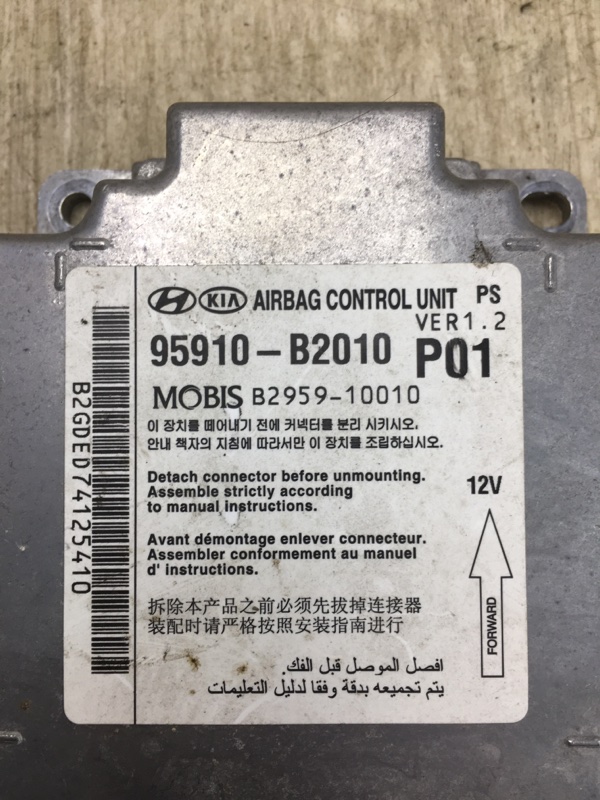 KIA AIRBAG CONTROL UNIT PS
VER1.2
95910-B2010 P01
MOBIS B2959-10010
이 장치를 떼어내기 전에 커넥터를 분리 시키시오.
안내 책자의 지침에 따라서만 이 장치를 조립하십시오.
Detach connector before unmounting.
Assemble strictly according
to manual instructions.
12V
Avant démontage enlever connecteur.
Assembler conformement au manuel
d' instructions.
拆除本产品之前必须先拔掉连接器
装配时请严格按照安装指南进行
افصل الموصل قبل الفك.
يتم تجميعه بدقة وفقا لدليل التعليمات
FORWARD
B2GDED74125410